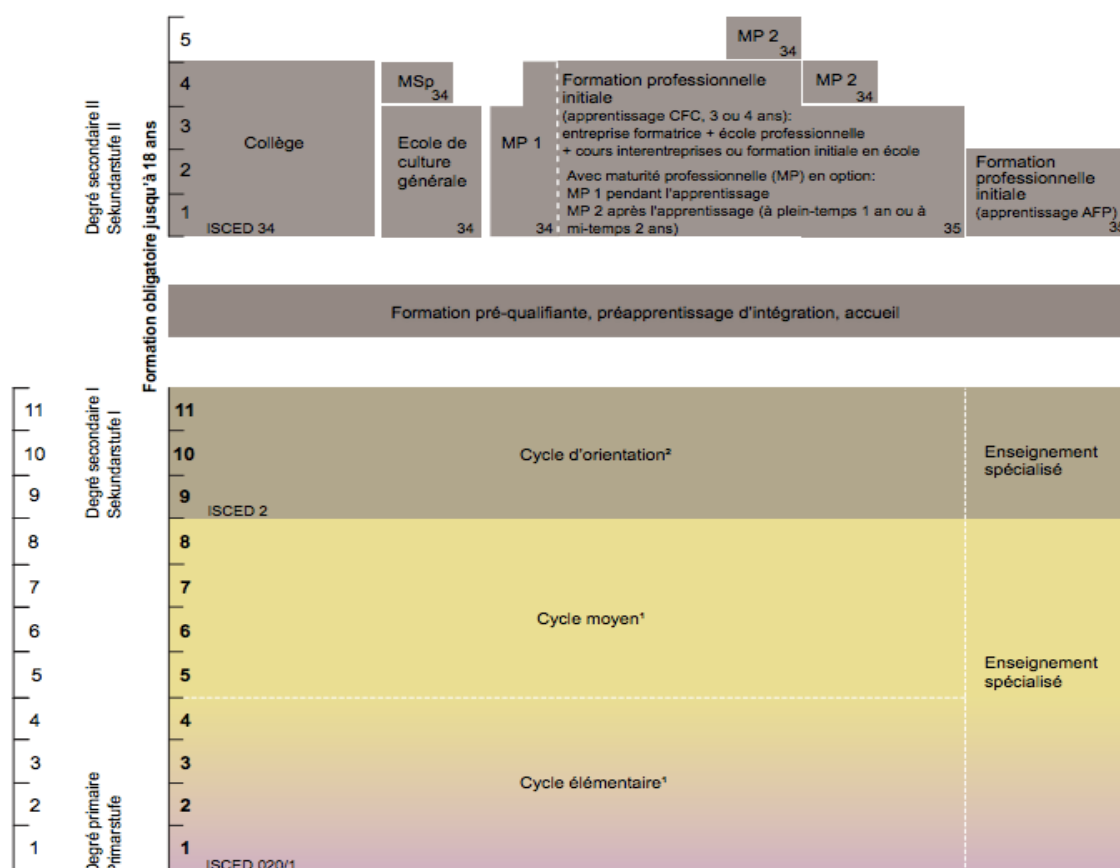 5
MP 2
34
4
MSp
34
Formation professionnelle
initiale
(apprentissage CFC, 3 ou 4 ans):
entreprise formatrice + école professionnelle
+ cours interentreprises ou formation initiale en école
Avec maturité professionnelle (MP) en option:
MP 1 pendant l'apprentissage
MP 2 après l'apprentissage (à plein-temps 1 an ou à
mi-temps 2 ans)
35
MP 2
34
3
Collège
Ecole de
culture
générale
34
MP 1
34
2
Formation
professionnelle
initiale
(apprentissage AFP)
35
1
ISCED 34
Degré secondaire II
Sekundarstufe II
Formation obligatoire jusqu'à 18 ans
Formation pré-qualifiante, préapprentissage d'intégration, accueil
Degré secondaire I
Sekundarstufe I
11
11
10
10
Cycle d'orientation²
Enseignement
spécialisé
9
9
ISCED 2
8
8
7
7
6
6
Cycle moyen¹
5
5
Enseignement
spécialisé
4
4
3
3
Cycle élémentaire¹
2
2
1
1
ISCED 020/1
Degré primaire
Primarstufe